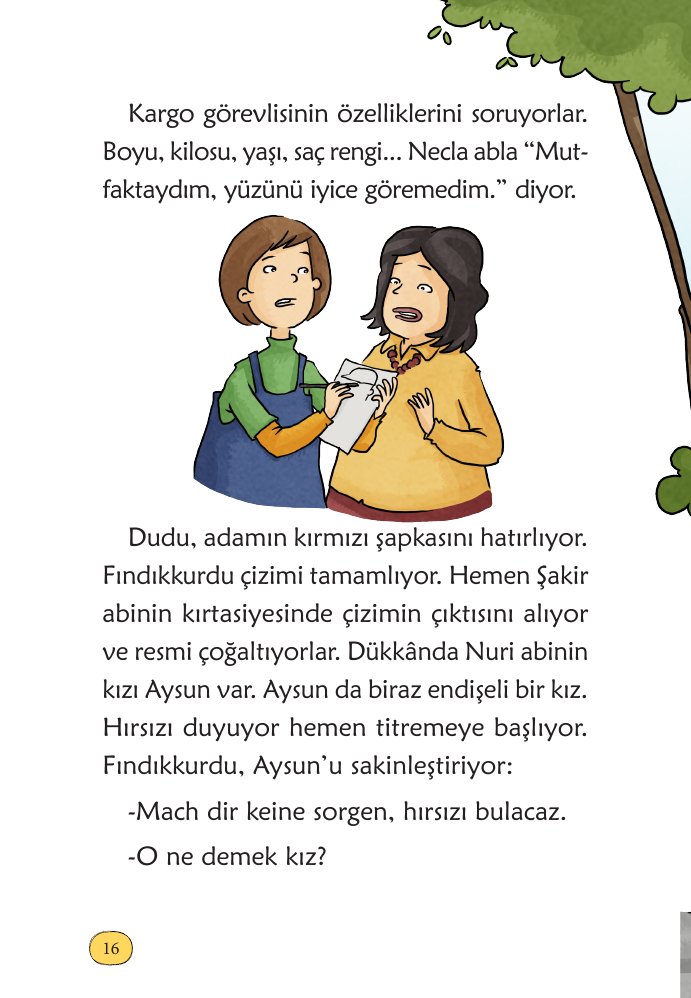 Kargo görevlisinin özelliklerini soruyorlar.
Boyu, kilosu, yaşı, saç rengi... Necla abla “Mut-
faktaydım, yüzünü iyice göremedim.” diyor.
Dudu, adamın kırmızı şapkasını hatırlıyor.
Fındıkkurdu çizimi tamamlıyor. Hemen Şakir
abinin kırtasiyesinde çizimin çıktısını alıyor
ve resmi çoğaltıyorlar. Dükkânda Nuri abinin
kızı Aysun var. Aysun da biraz endişeli bir kız.
Hırsızı duyuyor hemen titremeye başlıyor.
Fındıkkurdu, Aysun’u sakinleştiriyor:
-Mach dir keine sorgen, hırsızı bulacaz.
-O ne demek kız?
16